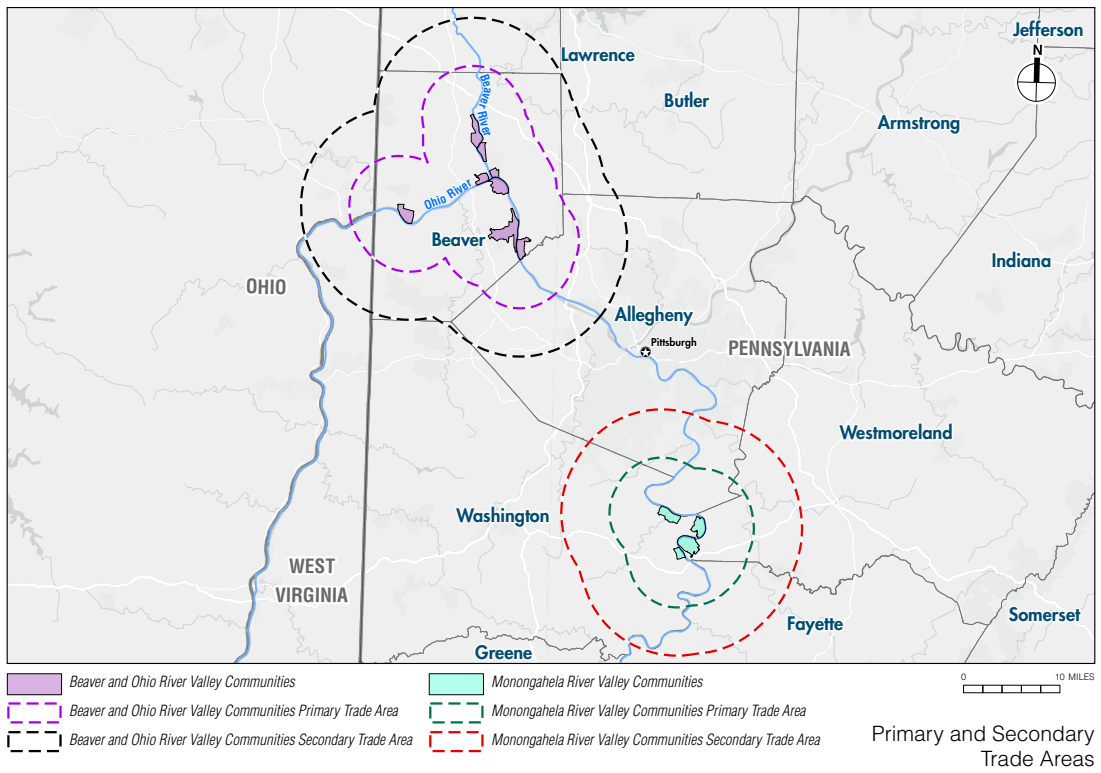 Jefferson
Lawrence
N
Butler
Beaver River
Armstrong
Ohio River
Beaver
Indiana
OHIO
Allegheny
Pittsburgh
PENNSYLVANIA
Westmoreland
Washington
WEST
VIRGINIA
Somerset
Fayette
Greene
Beaver and Ohio River Valley Communities
Beaver and Ohio River Valley Communities Primary Trade Area
Beaver and Ohio River Valley Communities Secondary Trade Area
Monongahela River Valley Communities
Monongahela River Valley Communities Primary Trade Area
Monongahela River Valley Communities Secondary Trade Area
0 10 MILES
Primary and Secondary
Trade Areas